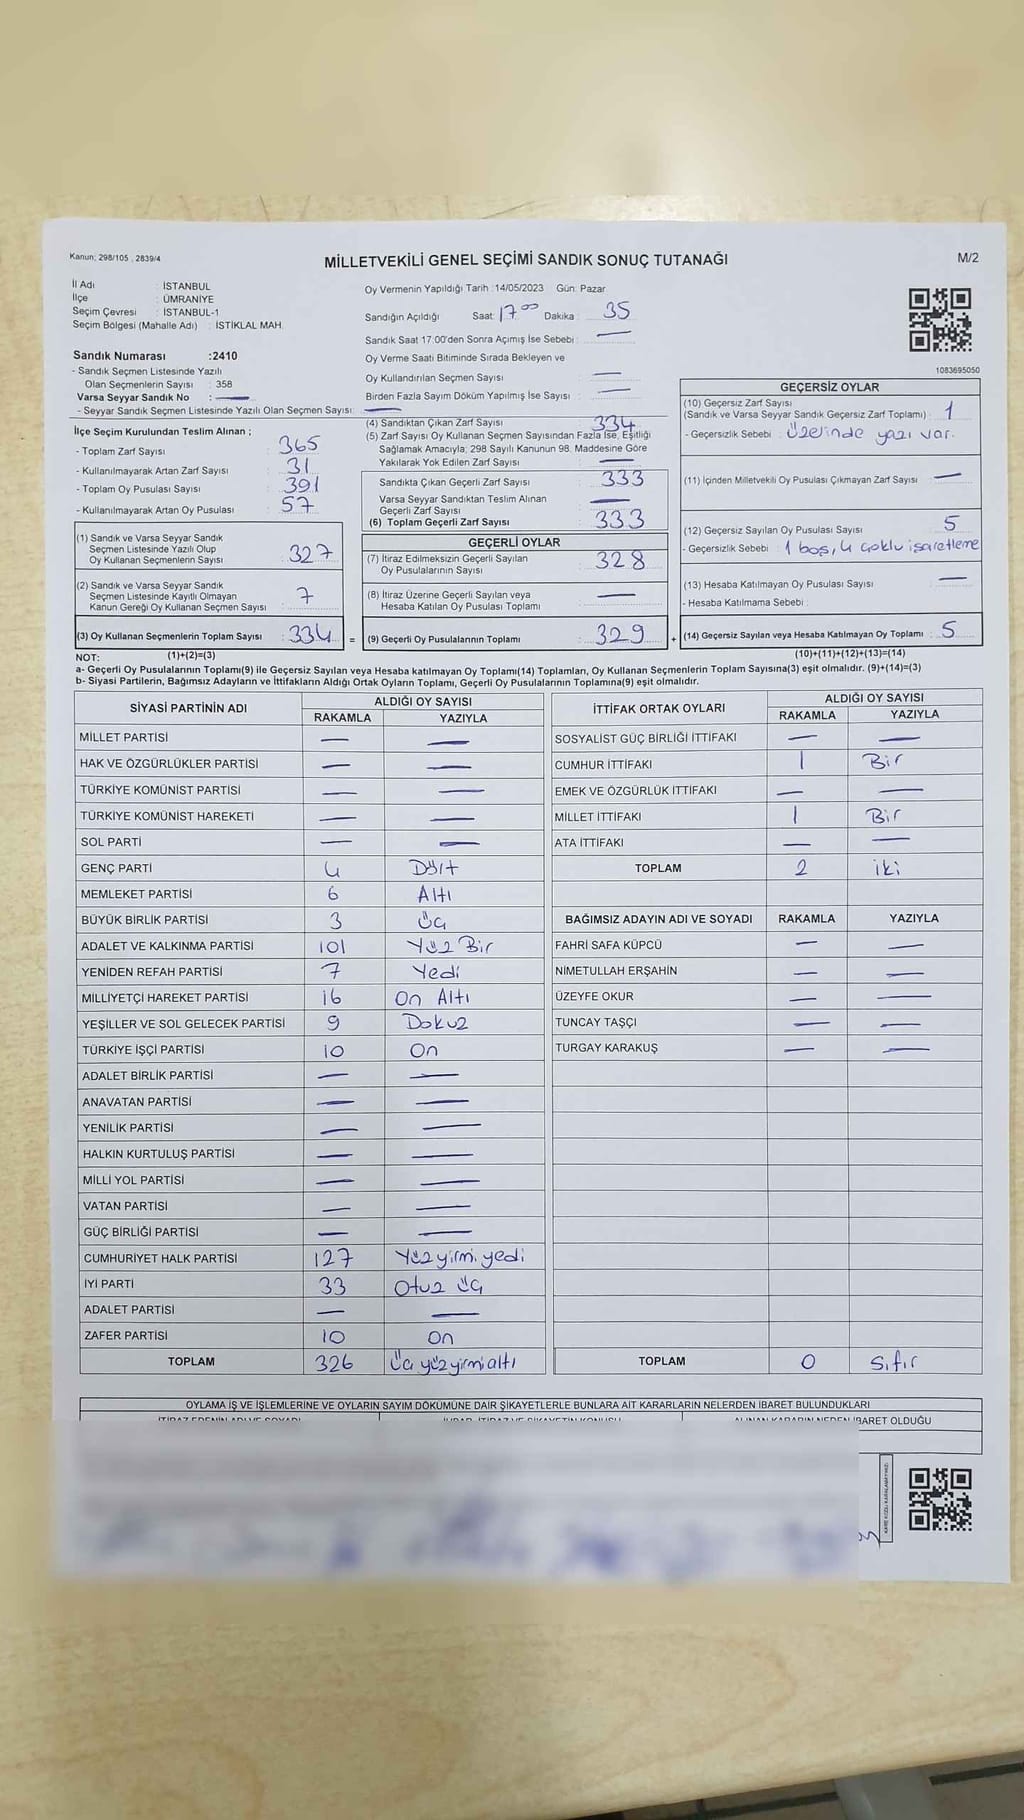 Kanun; 298/105 , 2839/4
MİLLETVEKİLİ GENEL SEÇİMİ SANDIK SONUÇ TUTANAĞI
M/2
İl Adı : İSTANBUL
İlçe : ÜMRANİYE
Seçim Çevresi : İSTANBUL-1
Seçim Bölgesi (Mahalle Adı) : İSTİKLAL MAH.
Sandık Numarası :2410
- Sandık Seçmen Listesinde Yazılı
Olan Seçmenlerin Sayısı : 358
Varsa Seyyar Sandık No : —
- Seyyar Sandık Seçmen Listesinde Yazılı Olan Seçmen Sayısı: —
Oy Vermenin Yapıldığı Tarih :14/05/2023 Gün: Pazar
Sandığın Açıldığı Saat: 17 00 Dakika : 35
Sandık Saat 17:00'den Sonra Açımış İse Sebebi : —
Oy Verme Saati Bitiminde Sırada Bekleyen ve
Oy Kullandırılan Seçmen Sayısı : —
Birden Fazla Sayım Döküm Yapılmış İse Sayısı : —
1083695050
İlçe Seçim Kurulundan Teslim Alınan ;
- Toplam Zarf Sayısı : 365
- Kullanılmayarak Artan Zarf Sayısı : 31
- Toplam Oy Pusulası Sayısı : 391
- Kullanılmayarak Artan Oy Pusulası : 57
(1) Sandık ve Varsa Seyyar Sandık
Seçmen Listesinde Yazılı Olup
Oy Kullanan Seçmenlerin Sayısı : 327
(2) Sandık ve Varsa Seyyar Sandık
Seçmen Listesinde Kayıtlı Olmayan
Kanun Gereği Oy Kullanan Seçmen Sayısı : 7
(3) Oy Kullanan Seçmenlerin Toplam Sayısı : 334 =
(4) Sandıktan Çıkan Zarf Sayısı : 334
(5) Zarf Sayısı Oy Kullanan Seçmen Sayısından Fazla İse, Eşitliği
Sağlamak Amacıyla; 298 Sayılı Kanunun 98. Maddesine Göre
Yakılarak Yok Edilen Zarf Sayısı : —
Sandıkta Çıkan Geçerli Zarf Sayısı : 333
Varsa Seyyar Sandıktan Teslim Alınan
Geçerli Zarf Sayısı : —
(6) Toplam Geçerli Zarf Sayısı : 333
GEÇERLİ OYLAR
(7) İtiraz Edilmeksizin Geçerli Sayılan
Oy Pusulalarının Sayısı : 328
(8) İtiraz Üzerine Geçerli Sayılan veya
Hesaba Katılan Oy Pusulası Toplamı : —
(9) Geçerli Oy Pusulalarının Toplamı : 329 +
GEÇERSİZ OYLAR
(10) Geçersiz Zarf Sayısı
(Sandık ve Varsa Seyyar Sandık Geçersiz Zarf Toplamı) : 1
- Geçersizlik Sebebi : Üzerinde yazı var.
(11) İçinden Milletvekili Oy Pusulası Çıkmayan Zarf Sayısı : —
(12) Geçersiz Sayılan Oy Pusulası Sayısı : 5
- Geçersizlik Sebebi : 1 boş, 4 çoklu işaretleme
(13) Hesaba Katılmayan Oy Pusulası Sayısı : —
- Hesaba Katılmama Sebebi :
(14) Geçersiz Sayılan veya Hesaba Katılmayan Oy Toplamı : 5
NOT: (1)+(2)=(3) (10)+(11)+(12)+(13)=(14)
a- Geçerli Oy Pusulalarının Toplamı(9) ile Geçersiz Sayılan veya Hesaba katılmayan Oy Toplamı(14) Toplamları, Oy Kullanan Seçmenlerin Toplam Sayısına(3) eşit olmalıdır. (9)+(14)=(3)
b- Siyasi Partilerin, Bağımsız Adayların ve İttifakların Aldığı Ortak Oyların Toplamı, Geçerli Oy Pusulalarının Toplamına(9) eşit olmalıdır.
SİYASİ PARTİNİN ADI ALDIĞI OY SAYISI
RAKAMLA YAZIYLA
MİLLET PARTİSİ — —
HAK VE ÖZGÜRLÜKLER PARTİSİ — —
TÜRKİYE KOMÜNİST PARTİSİ — —
TÜRKİYE KOMÜNİST HAREKETİ — —
SOL PARTİ — —
GENÇ PARTİ 4 Dört
MEMLEKET PARTİSİ 6 Altı
BÜYÜK BİRLİK PARTİSİ 3 Üç
ADALET VE KALKINMA PARTİSİ 101 Yüz Bir
YENİDEN REFAH PARTİSİ 7 Yedi
MİLLİYETÇİ HAREKET PARTİSİ 16 On Altı
YEŞİLLER VE SOL GELECEK PARTİSİ 9 Dokuz
TÜRKİYE İŞÇİ PARTİSİ 10 On
ADALET BİRLİK PARTİSİ — —
ANAVATAN PARTİSİ — —
YENİLİK PARTİSİ — —
HALKIN KURTULUŞ PARTİSİ — —
MİLLİ YOL PARTİSİ — —
VATAN PARTİSİ — —
GÜÇ BİRLİĞİ PARTİSİ — —
CUMHURİYET HALK PARTİSİ 127 Yüz yirmi yedi
İYİ PARTİ 33 Otuz Üç
ADALET PARTİSİ — —
ZAFER PARTİSİ 10 On
TOPLAM 326 Üç yüz yirmi altı
İTTİFAK ORTAK OYLARI ALDIĞI OY SAYISI
RAKAMLA YAZIYLA
SOSYALİST GÜÇ BİRLİĞİ İTTİFAKI — —
CUMHUR İTTİFAKI 1 Bir
EMEK VE ÖZGÜRLÜK İTTİFAKI — —
MİLLET İTTİFAKI 1 Bir
ATA İTTİFAKI — —
TOPLAM 2 iki
BAĞIMSIZ ADAYIN ADI VE SOYADI RAKAMLA YAZIYLA
FAHRİ SAFA KÜPCÜ — —
NİMETULLAH ERŞAHİN — —
ÜZEYFE OKUR — —
TUNCAY TAŞÇI — —
TURGAY KARAKUŞ — —
TOPLAM 0 Sıfır
OYLAMA İŞ VE İŞLEMLERİNE VE OYLARIN SAYIM DÖKÜMÜNE DAİR ŞİKAYETLERLE BUNLARA AİT KARARLARIN NELERDEN İBARET BULUNDUKLARI
İTİRAZ EDENİN ADI VE SOYADI
ALINAN KARARIN NEDEN İBARET OLDUĞU